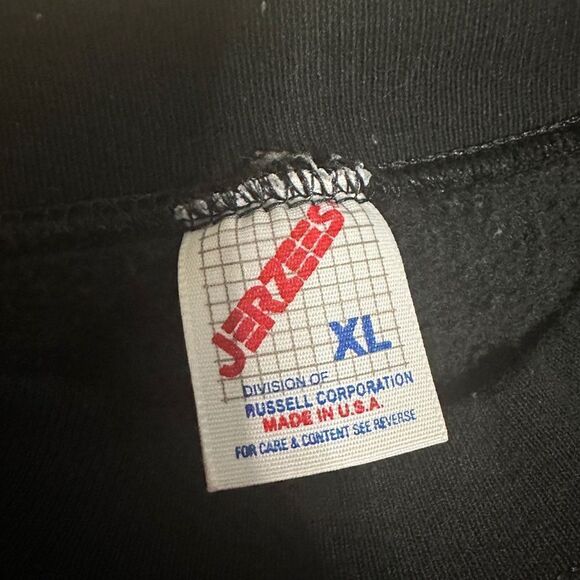 JERZEES
XL
DIVISION OF
RUSSELL CORPORATION
MADE IN U.S.A.
FOR CARE & CONTENT SEE REVERSE